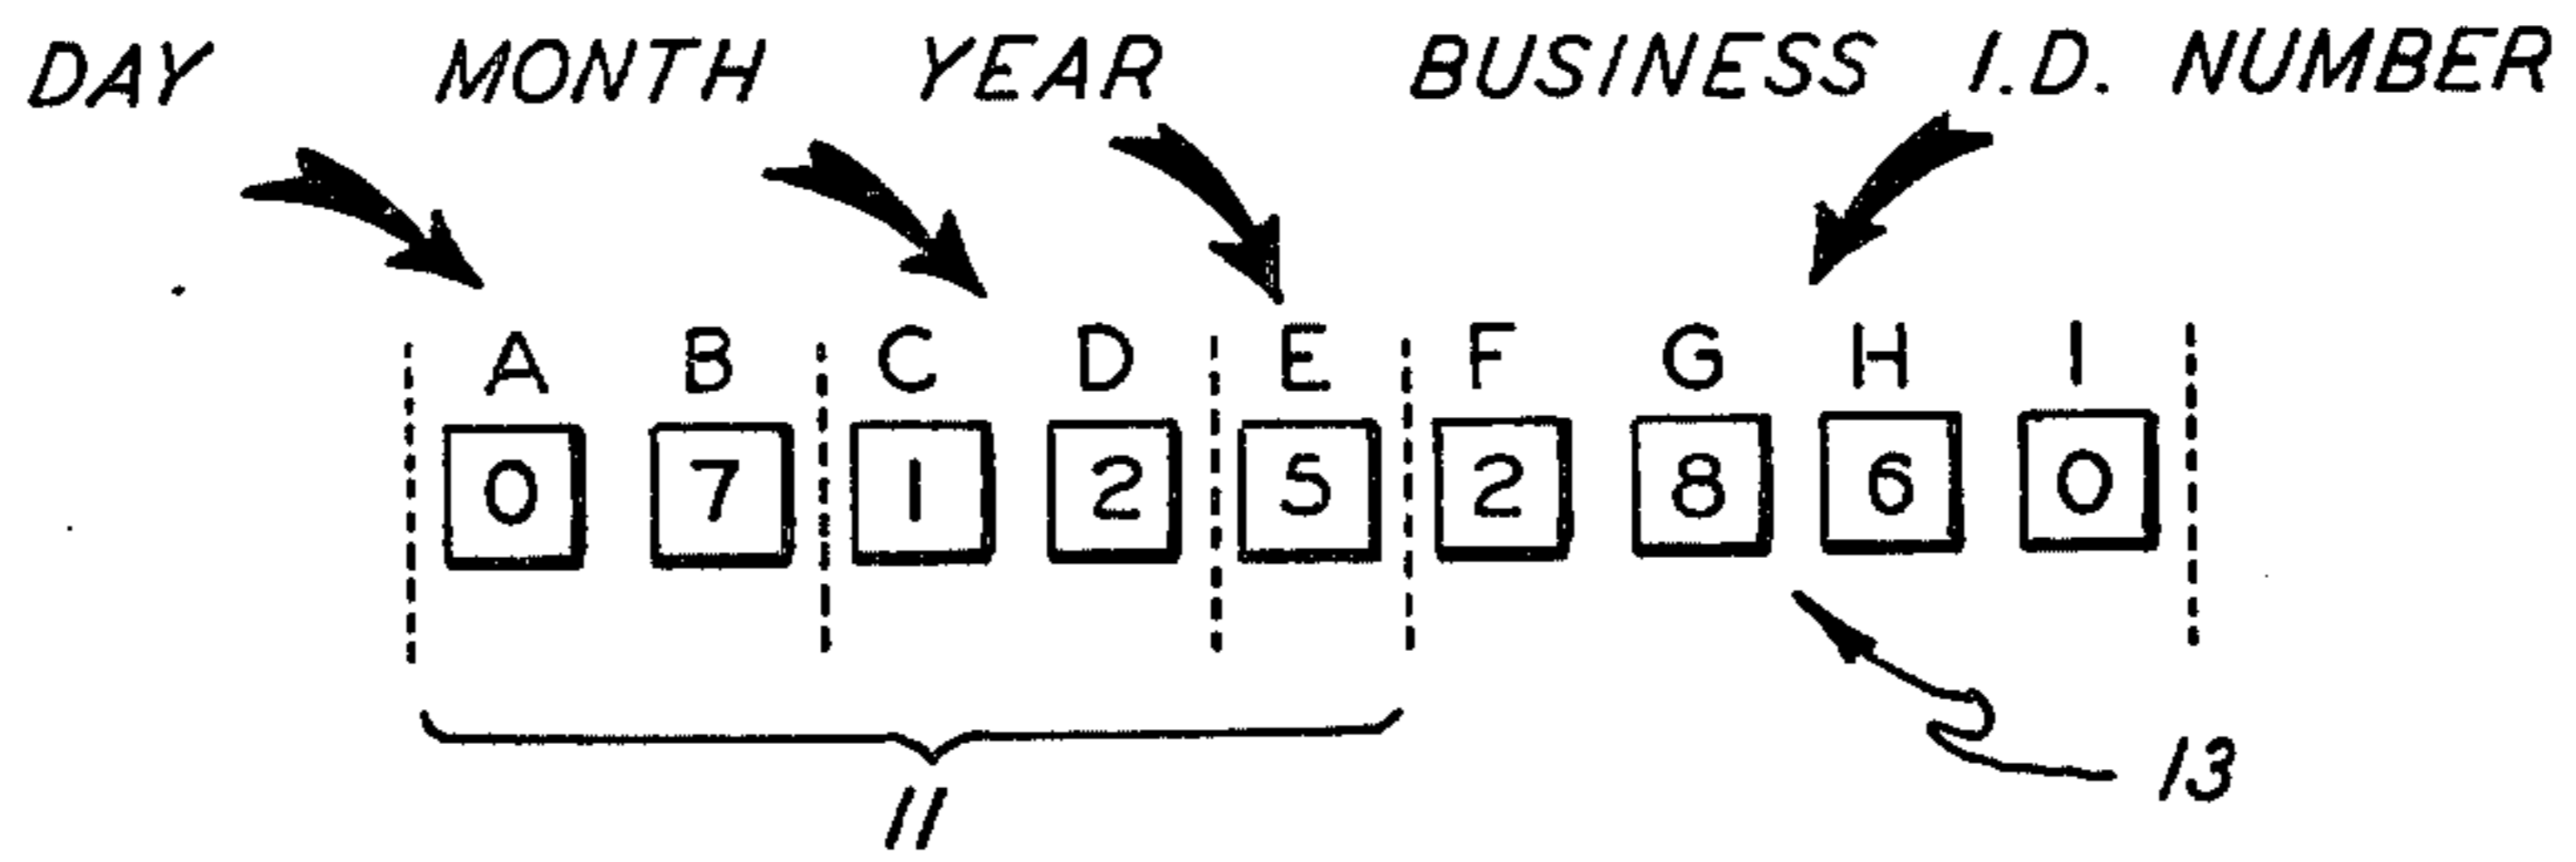 DAY MONTH YEAR BUSINESS I.D. NUMBER
A B C D E F G H I
0 7 1 2 5 2 8 6 0
11 13